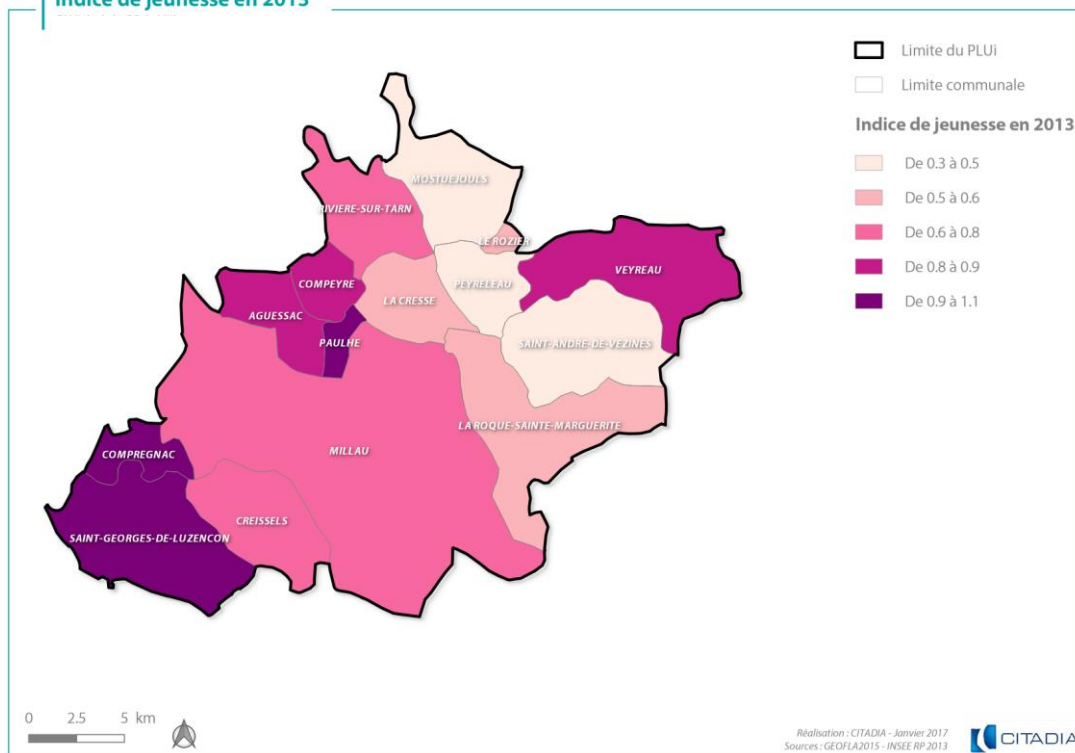 Indice de jeunesse en 2013
Limite du PLUi
Limite communale
Indice de jeunesse en 2013
De 0.3 à 0.5
De 0.5 à 0.6
De 0.6 à 0.8
De 0.8 à 0.9
De 0.9 à 1.1
MOSTUEJOULS
RIVIERE-SUR-TARN
LE ROZIER
VEYREAU
COMPEYRE
PEYRELEAU
LA CRESSE
AGUESSAC
PAULHE
SAINT-ANDRE-DE-VEZINES
LA ROQUE-SAINTE-MARGUERITE
MILLAU
COMPREGNAC
CREISSELS
SAINT-GEORGES-DE-LUZENCON
0 2.5 5 km
Réalisation : CITADIA - Janvier 2017
Sources : GEOFLA2015 - INSEE RP 2013
CITADIA